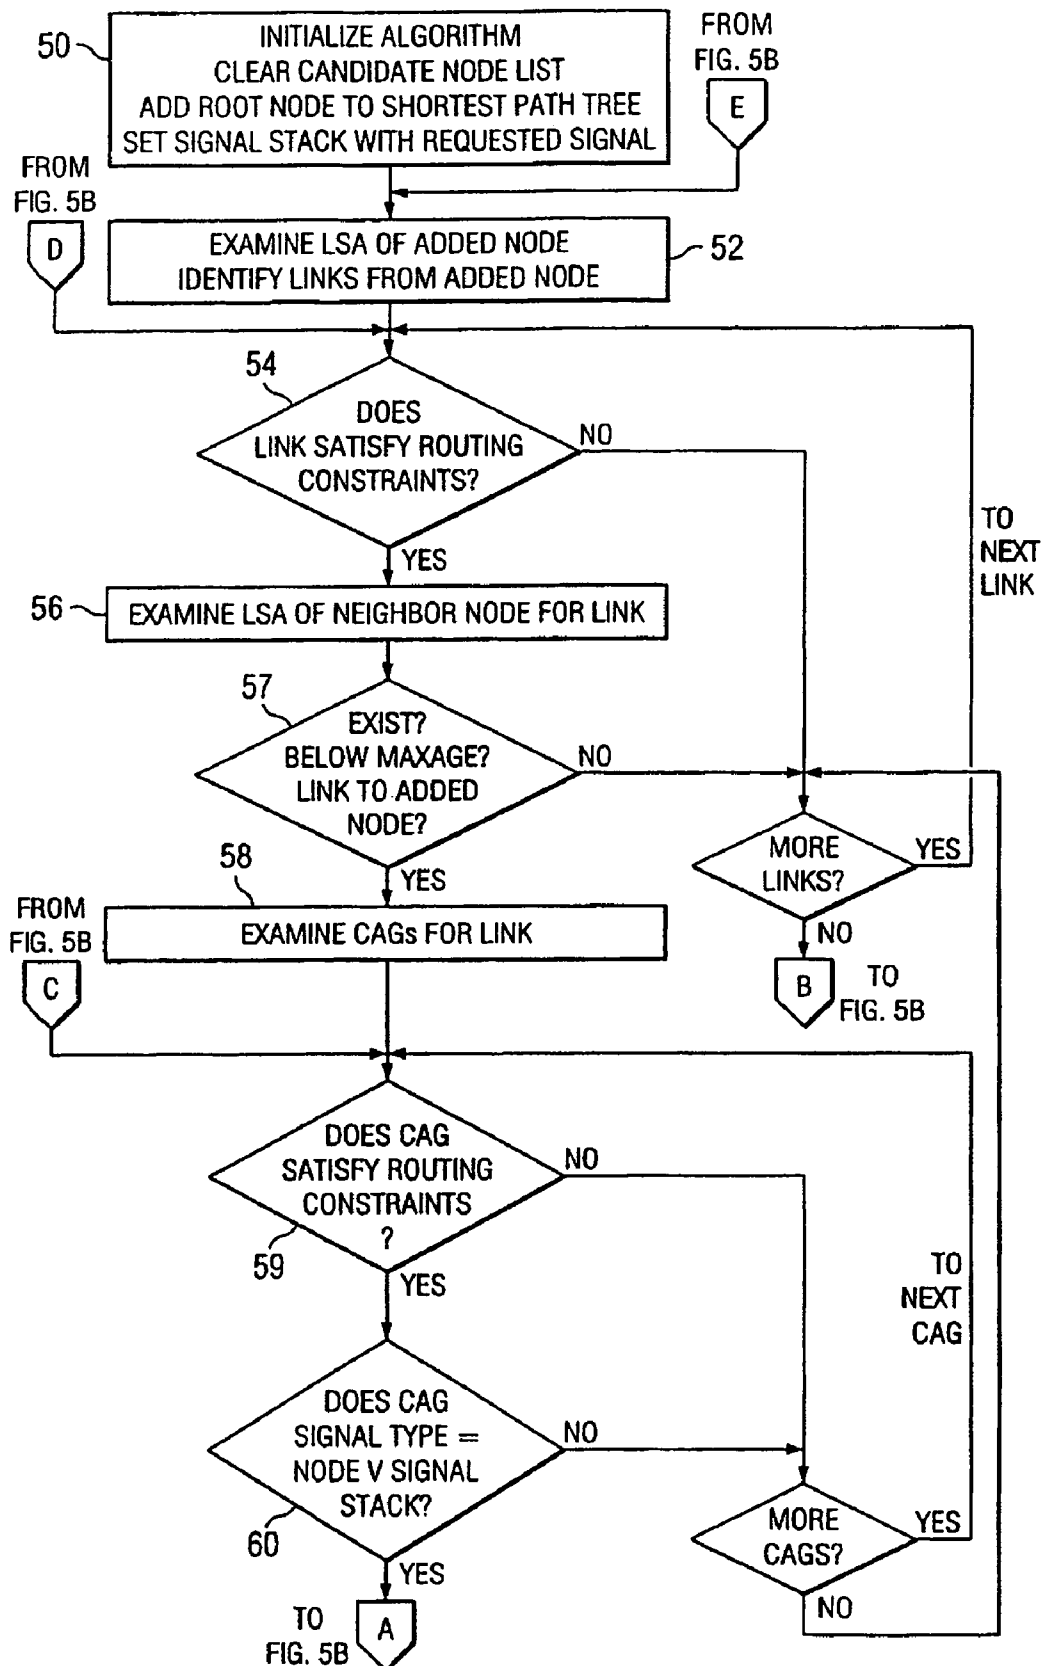 50
INITIALIZE ALGORITHM
CLEAR CANDIDATE NODE LIST
ADD ROOT NODE TO SHORTEST PATH TREE
SET SIGNAL STACK WITH REQUESTED SIGNAL
FROM
FIG. 5B
E
FROM
FIG. 5B
D
EXAMINE LSA OF ADDED NODE
IDENTIFY LINKS FROM ADDED NODE
52
54
DOES
LINK SATISFY ROUTING
CONSTRAINTS?
NO
YES
TO
NEXT
LINK
56
EXAMINE LSA OF NEIGHBOR NODE FOR LINK
57
EXIST?
BELOW MAXAGE?
LINK TO ADDED
NODE?
NO
YES
MORE
LINKS?
YES
NO
B
TO
FIG. 5B
58
EXAMINE CAGs FOR LINK
FROM
FIG. 5B
C
DOES CAG
SATISFY ROUTING
CONSTRAINTS
?
59
NO
YES
TO
NEXT
CAG
DOES CAG
SIGNAL TYPE =
NODE V SIGNAL
STACK?
60
NO
YES
MORE
CAGS?
YES
NO
TO
FIG. 5B
A